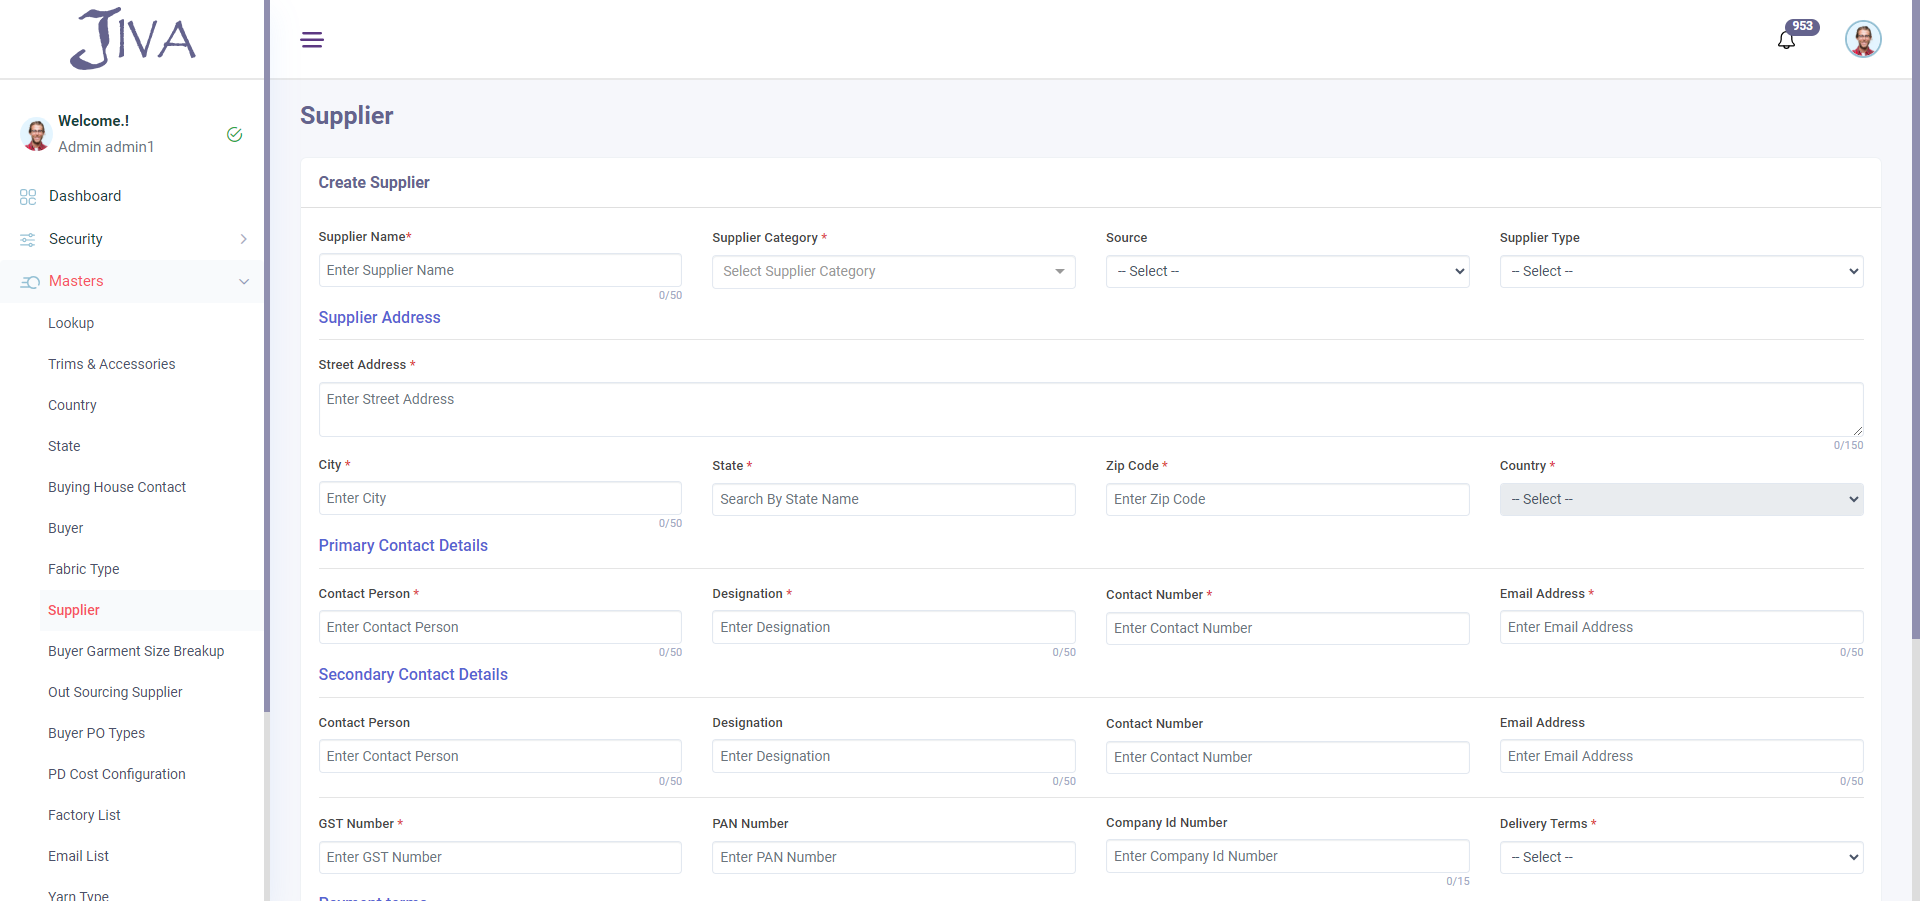 JIVA
953
Welcome.!
Admin admin1
Dashboard
Security
Masters
Lookup
Trims & Accessories
Country
State
Buying House Contact
Buyer
Fabric Type
Supplier
Buyer Garment Size Breakup
Out Sourcing Supplier
Buyer PO Types
PD Cost Configuration
Factory List
Email List
Yarn Type
Supplier
Create Supplier
Supplier Name* Supplier Category * Source Supplier Type
Enter Supplier Name Select Supplier Category -- Select -- -- Select --
0/50
Supplier Address
Street Address *
Enter Street Address
0/150
City * State * Zip Code * Country *
Enter City Search By State Name Enter Zip Code -- Select --
0/50
Primary Contact Details
Contact Person * Designation * Contact Number * Email Address *
Enter Contact Person Enter Designation Enter Contact Number Enter Email Address
0/50 0/50 0/50
Secondary Contact Details
Contact Person Designation Contact Number Email Address
Enter Contact Person Enter Designation Enter Contact Number Enter Email Address
0/50 0/50 0/50
GST Number * PAN Number Company Id Number Delivery Terms *
Enter GST Number Enter PAN Number Enter Company Id Number -- Select --
0/15
Payment terms